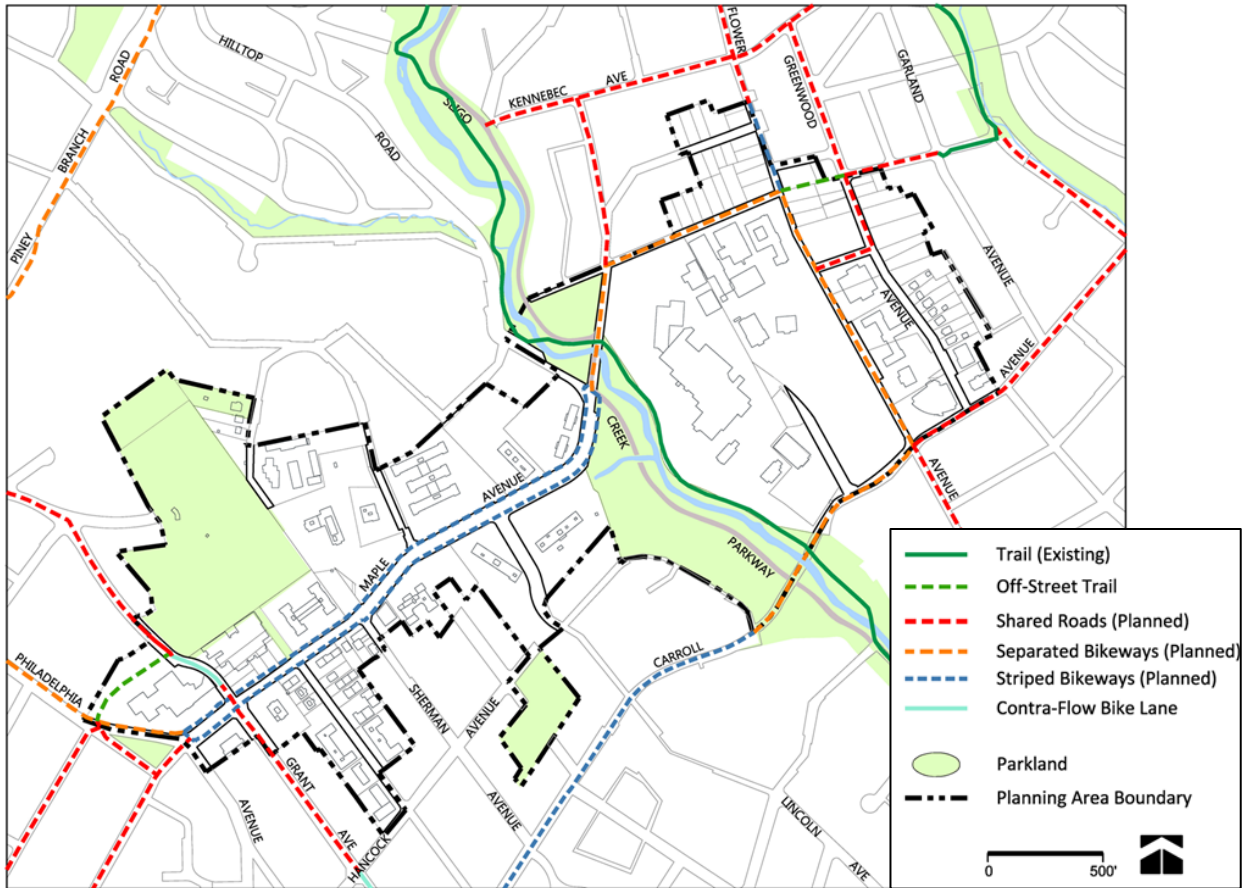 FLOWER
HILLTOP
ROAD
GREENWOOD
GARLAND
KENNEBEC
AVE
SLIGO
BRANCH
ROAD
PINEY
AVENUE
AVENUE
AVENUE
CREEK
AVENUE
AVENUE
PARKWAY
MAPLE
CARROLL
PHILADELPHIA
SHERMAN
AVENUE
GRANT
AVENUE
AVE
HANCOCK
AVENUE
LINCOLN
AVE
Trail (Existing)
Off-Street Trail
Shared Roads (Planned)
Separated Bikeways (Planned)
Striped Bikeways (Planned)
Contra-Flow Bike Lane
Parkland
Planning Area Boundary
0 500'